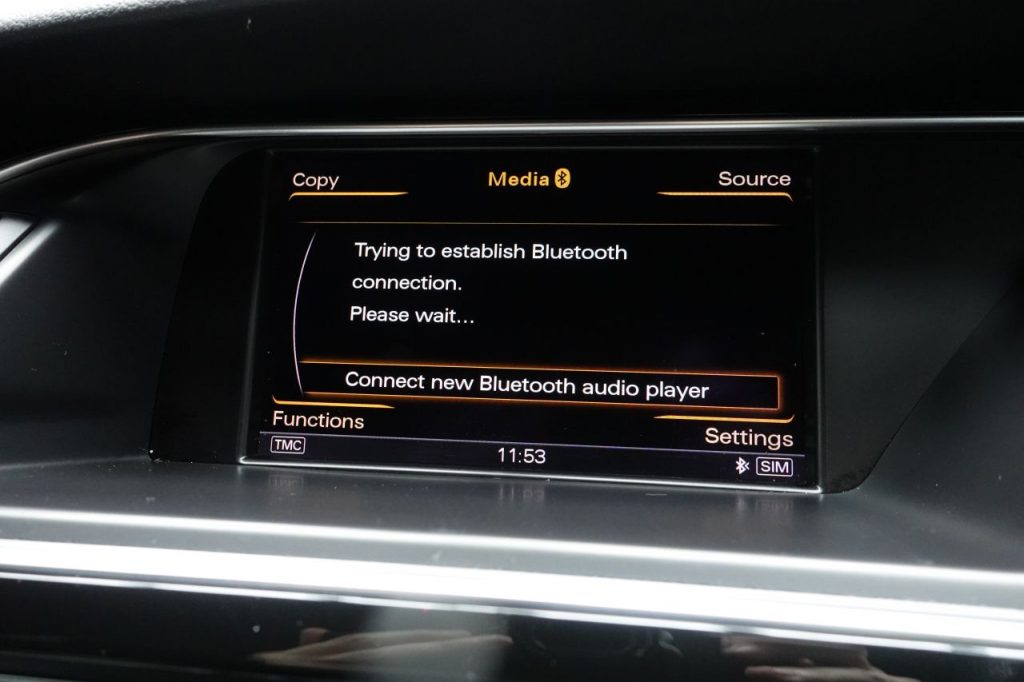 Copy
Media
Source
Trying to establish Bluetooth
connection.
Please wait...
Connect new Bluetooth audio player
Functions
Settings
TMC
11:53
SIM